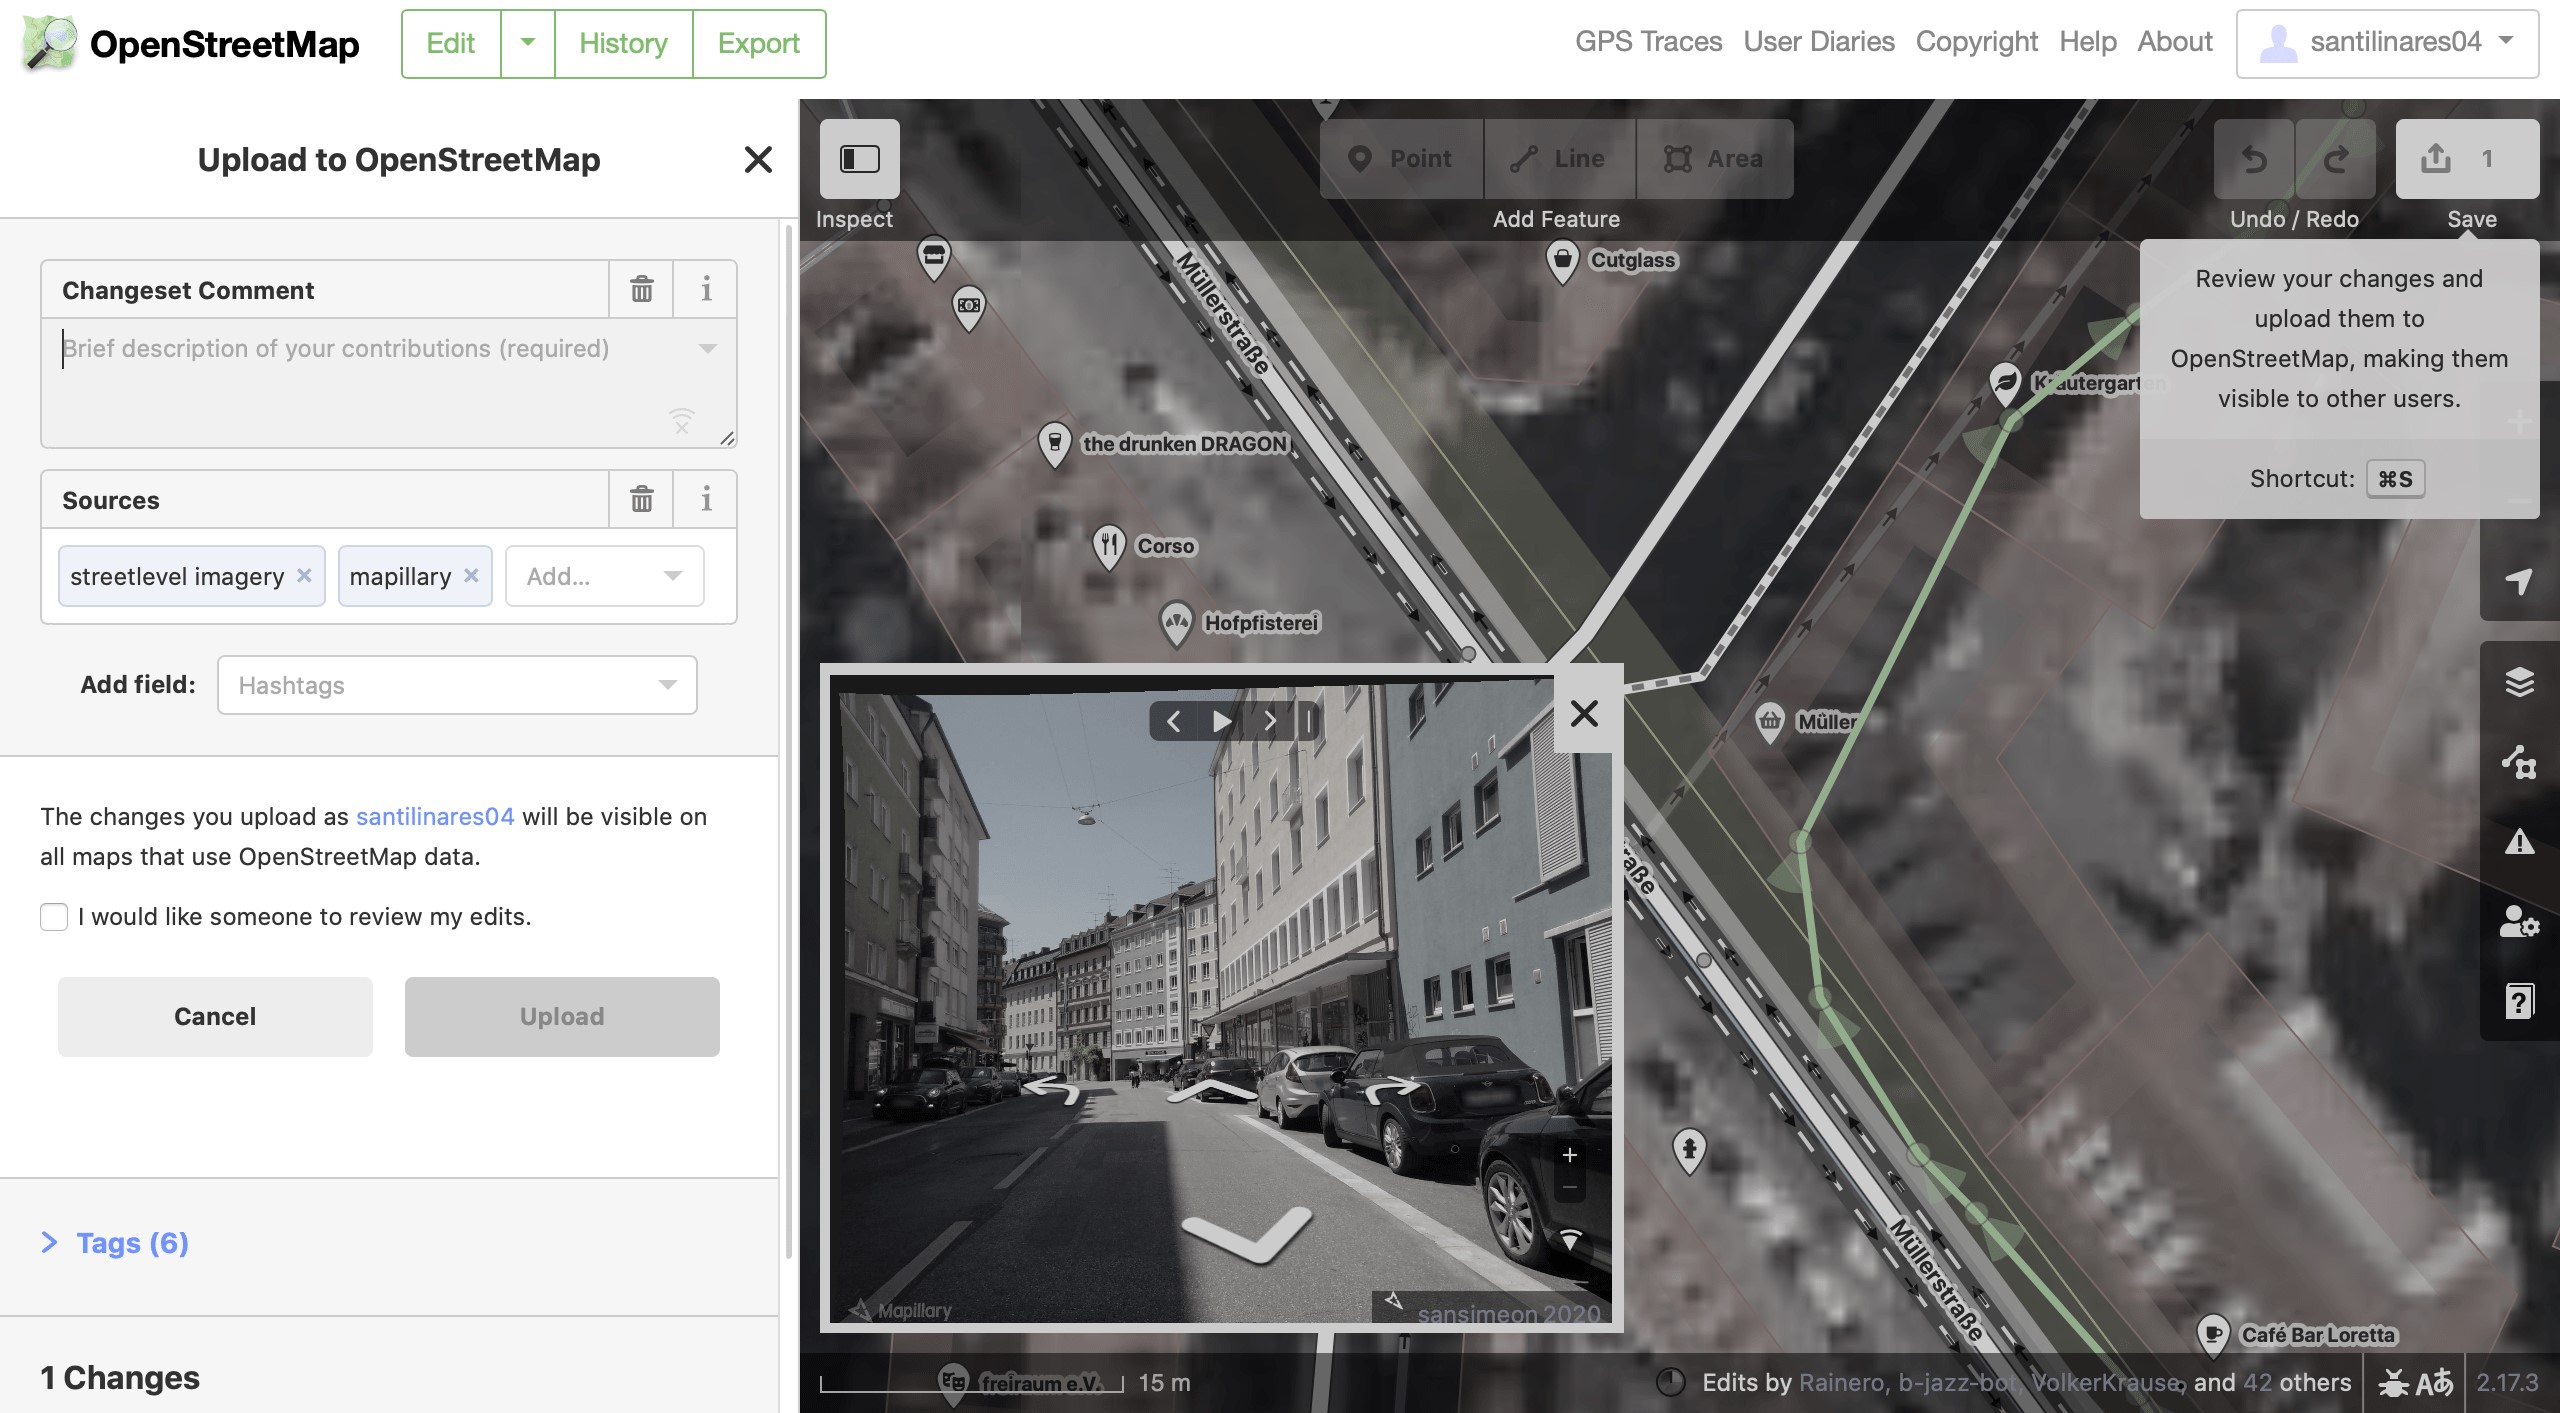 OpenStreetMap
Edit
History
Export
GPS Traces
User Diaries
Copyright
Help
About
santilinares04
Upload to OpenStreetMap
Changeset Comment
Brief description of your contributions (required)
Sources
streetlevel imagery
mapillary
Add...
Add field:
Hashtags
The changes you upload as santilinares04 will be visible on
all maps that use OpenStreetMap data.
I would like someone to review my edits.
Cancel
Upload
Tags (6)
1 Changes
Inspect
Point
Line
Area
Add Feature
Undo / Redo
1
Save
Review your changes and
upload them to
OpenStreetMap, making them
visible to other users.
Shortcut: ⌘S
Müllerstraße
Cutglass
Kräutergarten
the drunken DRAGON
Corso
Hofpfisterei
Müller
raße
Müllerstraße
Café Bar Loretta
Mapillary
sansimeon 2020
freiraum e.V.
15 m
Edits by Rainero, b-jazz-bot, VolkerKrause, and 42 others
Aあ
2.17.3